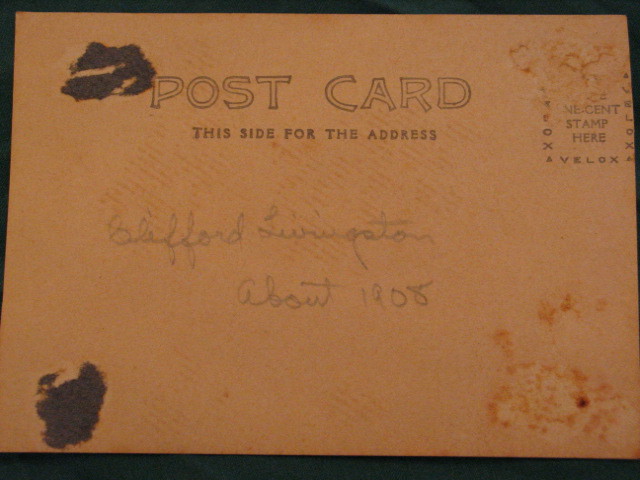 POST CARD
THIS SIDE FOR THE ADDRESS
NE-CENT
STAMP
HERE
VELOX
Clifford Livingston
About 1908